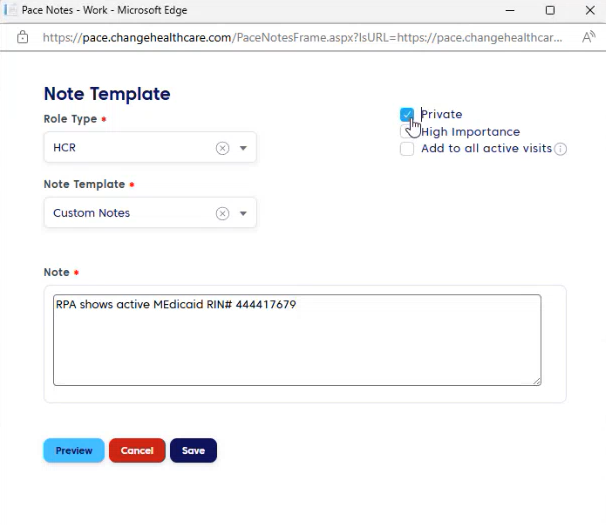 Pace Notes - Work - Microsoft Edge
https://pace.changehealthcare.com/PaceNotesFrame.aspx?IsURL=https://pace.changehealthcar...
Note Template
Role Type •
HCR
Private
High Importance
Add to all active visits
Note Template •
Custom Notes
Note •
RPA shows active MEdicaid RIN# 444417679
Preview
Cancel
Save